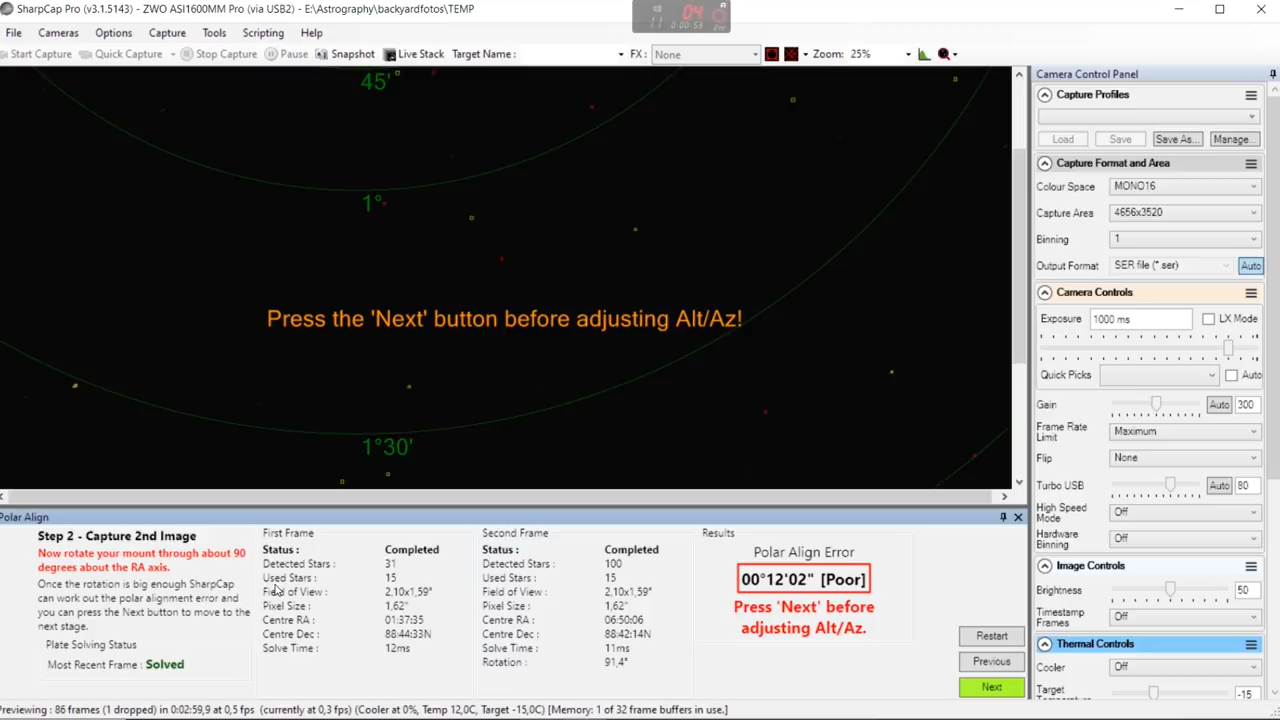 SharpCap Pro (v3.1.5143) - ZWO ASI1600MM Pro (via USB2) - E:\Astrography\backyardfotos\TEMP
04
0:00:53
File Cameras Options Capture Tools Scripting Help
Start Capture Quick Capture Stop Capture Pause Snapshot Live Stack Target Name : FX : None Zoom: 25%
45'
1°
Press the 'Next' button before adjusting Alt/Az!
1°30'
Camera Control Panel
Capture Profiles
Load Save Save As... Manage...
Capture Format and Area
Colour Space MONO16
Capture Area 4656x3520
Binning 1
Output Format SER file (*.ser) Auto
Camera Controls
Exposure 1000 ms LX Mode
Quick Picks Auto
Gain Auto 300
Frame Rate
Limit
Maximum
Flip None
Turbo USB Auto 80
High Speed
Mode
Off
Hardware
Binning
Off
Image Controls
Brightness 50
Timestamp
Frames
Off
Thermal Controls
Cooler Off
Target -15
Polar Align
Step 2 - Capture 2nd Image
Now rotate your mount through about 90
degrees about the RA axis.
Once the rotation is big enough SharpCap
can work out the polar alignment error and
you can press the Next button to move to the
next stage.
Plate Solving Status
Most Recent Frame : Solved
First Frame
Status : Completed
Detected Stars : 31
Used Stars : 15
Field of View : 2,10x1,59°
Pixel Size : 1,62"
Centre RA : 01:37:35
Centre Dec : 88:44:33N
Solve Time : 12ms
Second Frame
Status : Completed
Detected Stars : 100
Used Stars : 15
Field of View : 2,10x1,59°
Pixel Size : 1,62"
Centre RA : 06:50:06
Centre Dec : 88:42:14N
Solve Time : 11ms
Rotation : 91,4°
Results
Polar Align Error
00°12'02" [Poor]
Press 'Next' before
adjusting Alt/Az.
Restart
Previous
Next
Previewing : 86 frames (1 dropped) in 0:02:59,9 at 0,5 fps (currently at 0,3 fps) (Cooler at 0%, Temp 12,0C, Target -15,0C) [Memory: 1 of 32 frame buffers in use.]